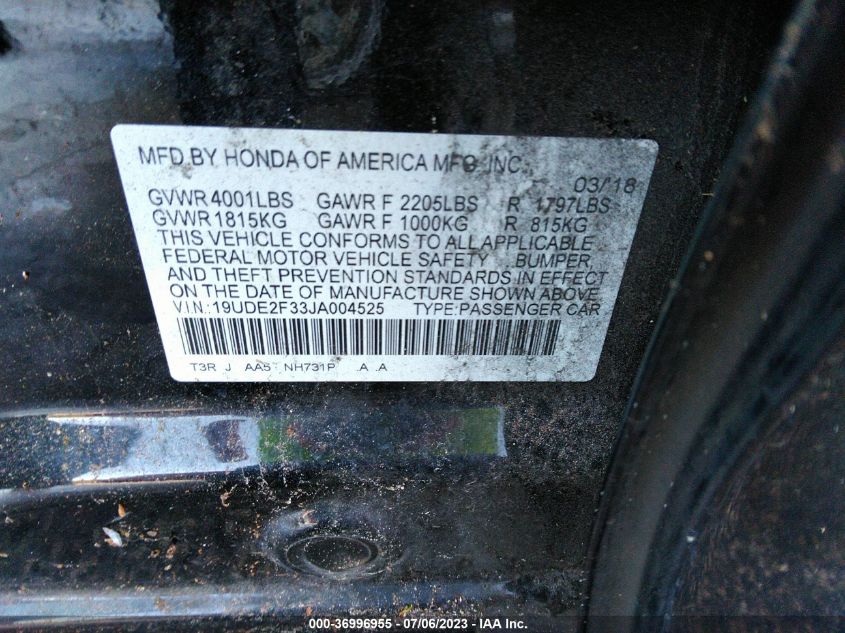 MFD.BY HONDA OF AMERICA MFG.,INC.
03/18
GVWR 4001LBS GAWR F 2205LBS R 1797LBS
GVWR 1815KG GAWR F 1000KG R 815KG
THIS VEHICLE CONFORMS TO ALL APPLICABLE
FEDERAL MOTOR VEHICLE SAFETY ,BUMPER,
AND THEFT PREVENTION STANDARDS IN EFFECT
ON THE DATE OF MANUFACTURE SHOWN ABOVE.
V.I.N.:19UDE2F33JA004525 TYPE:PASSENGER CAR
T3R J AA5 NH731P .A .A
000-36996955 - 07/06/2023 - IAA Inc.